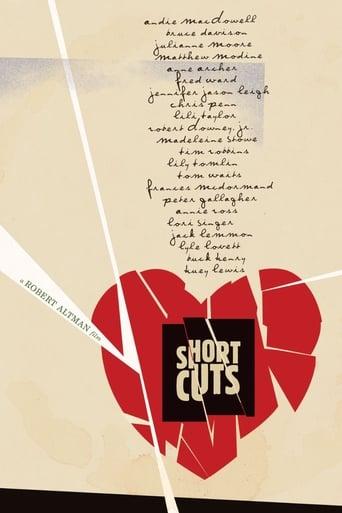 andie macdowell
bruce davison
julianne moore
matthew modine
anne archer
fred ward
jennifer jason leigh
chris penn
lili taylor
robert downey, jr.
madeleine stowe
tim robbins
lily tomlin
tom waits
frances mcdormand
peter gallagher
annie ross
lori singer
jack lemmon
lyle lovett
buck henry
huey lewis
a ROBERT ALTMAN film
SHORT
CUTS